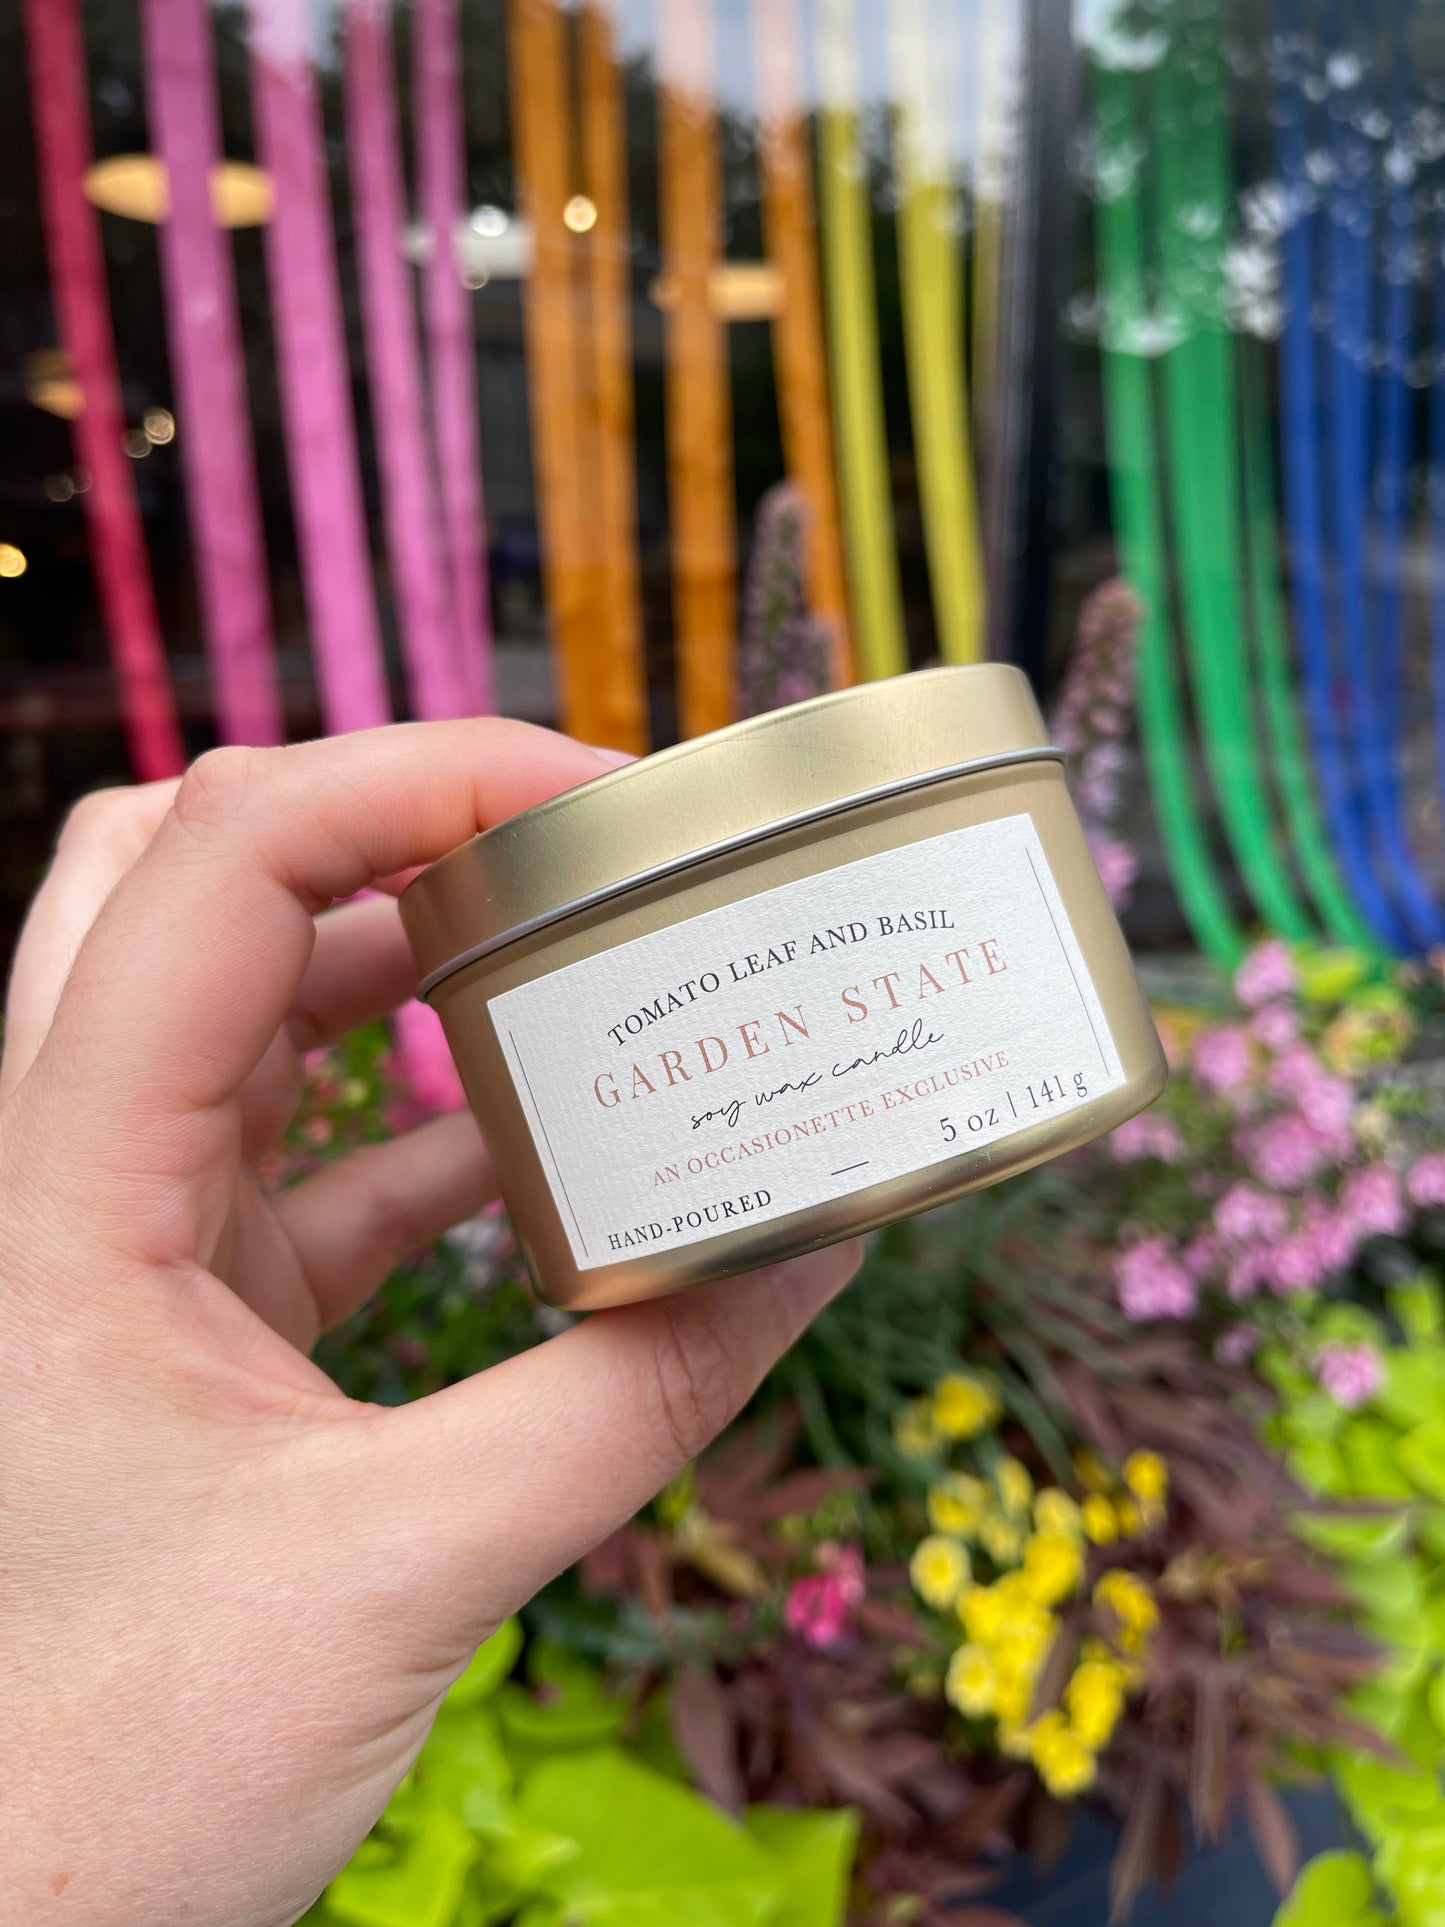 TOMATO LEAF AND BASIL
GARDEN STATE
soy wax candle
AN OCCASIONETTE EXCLUSIVE
HAND-POURED — 5 oz | 141 g